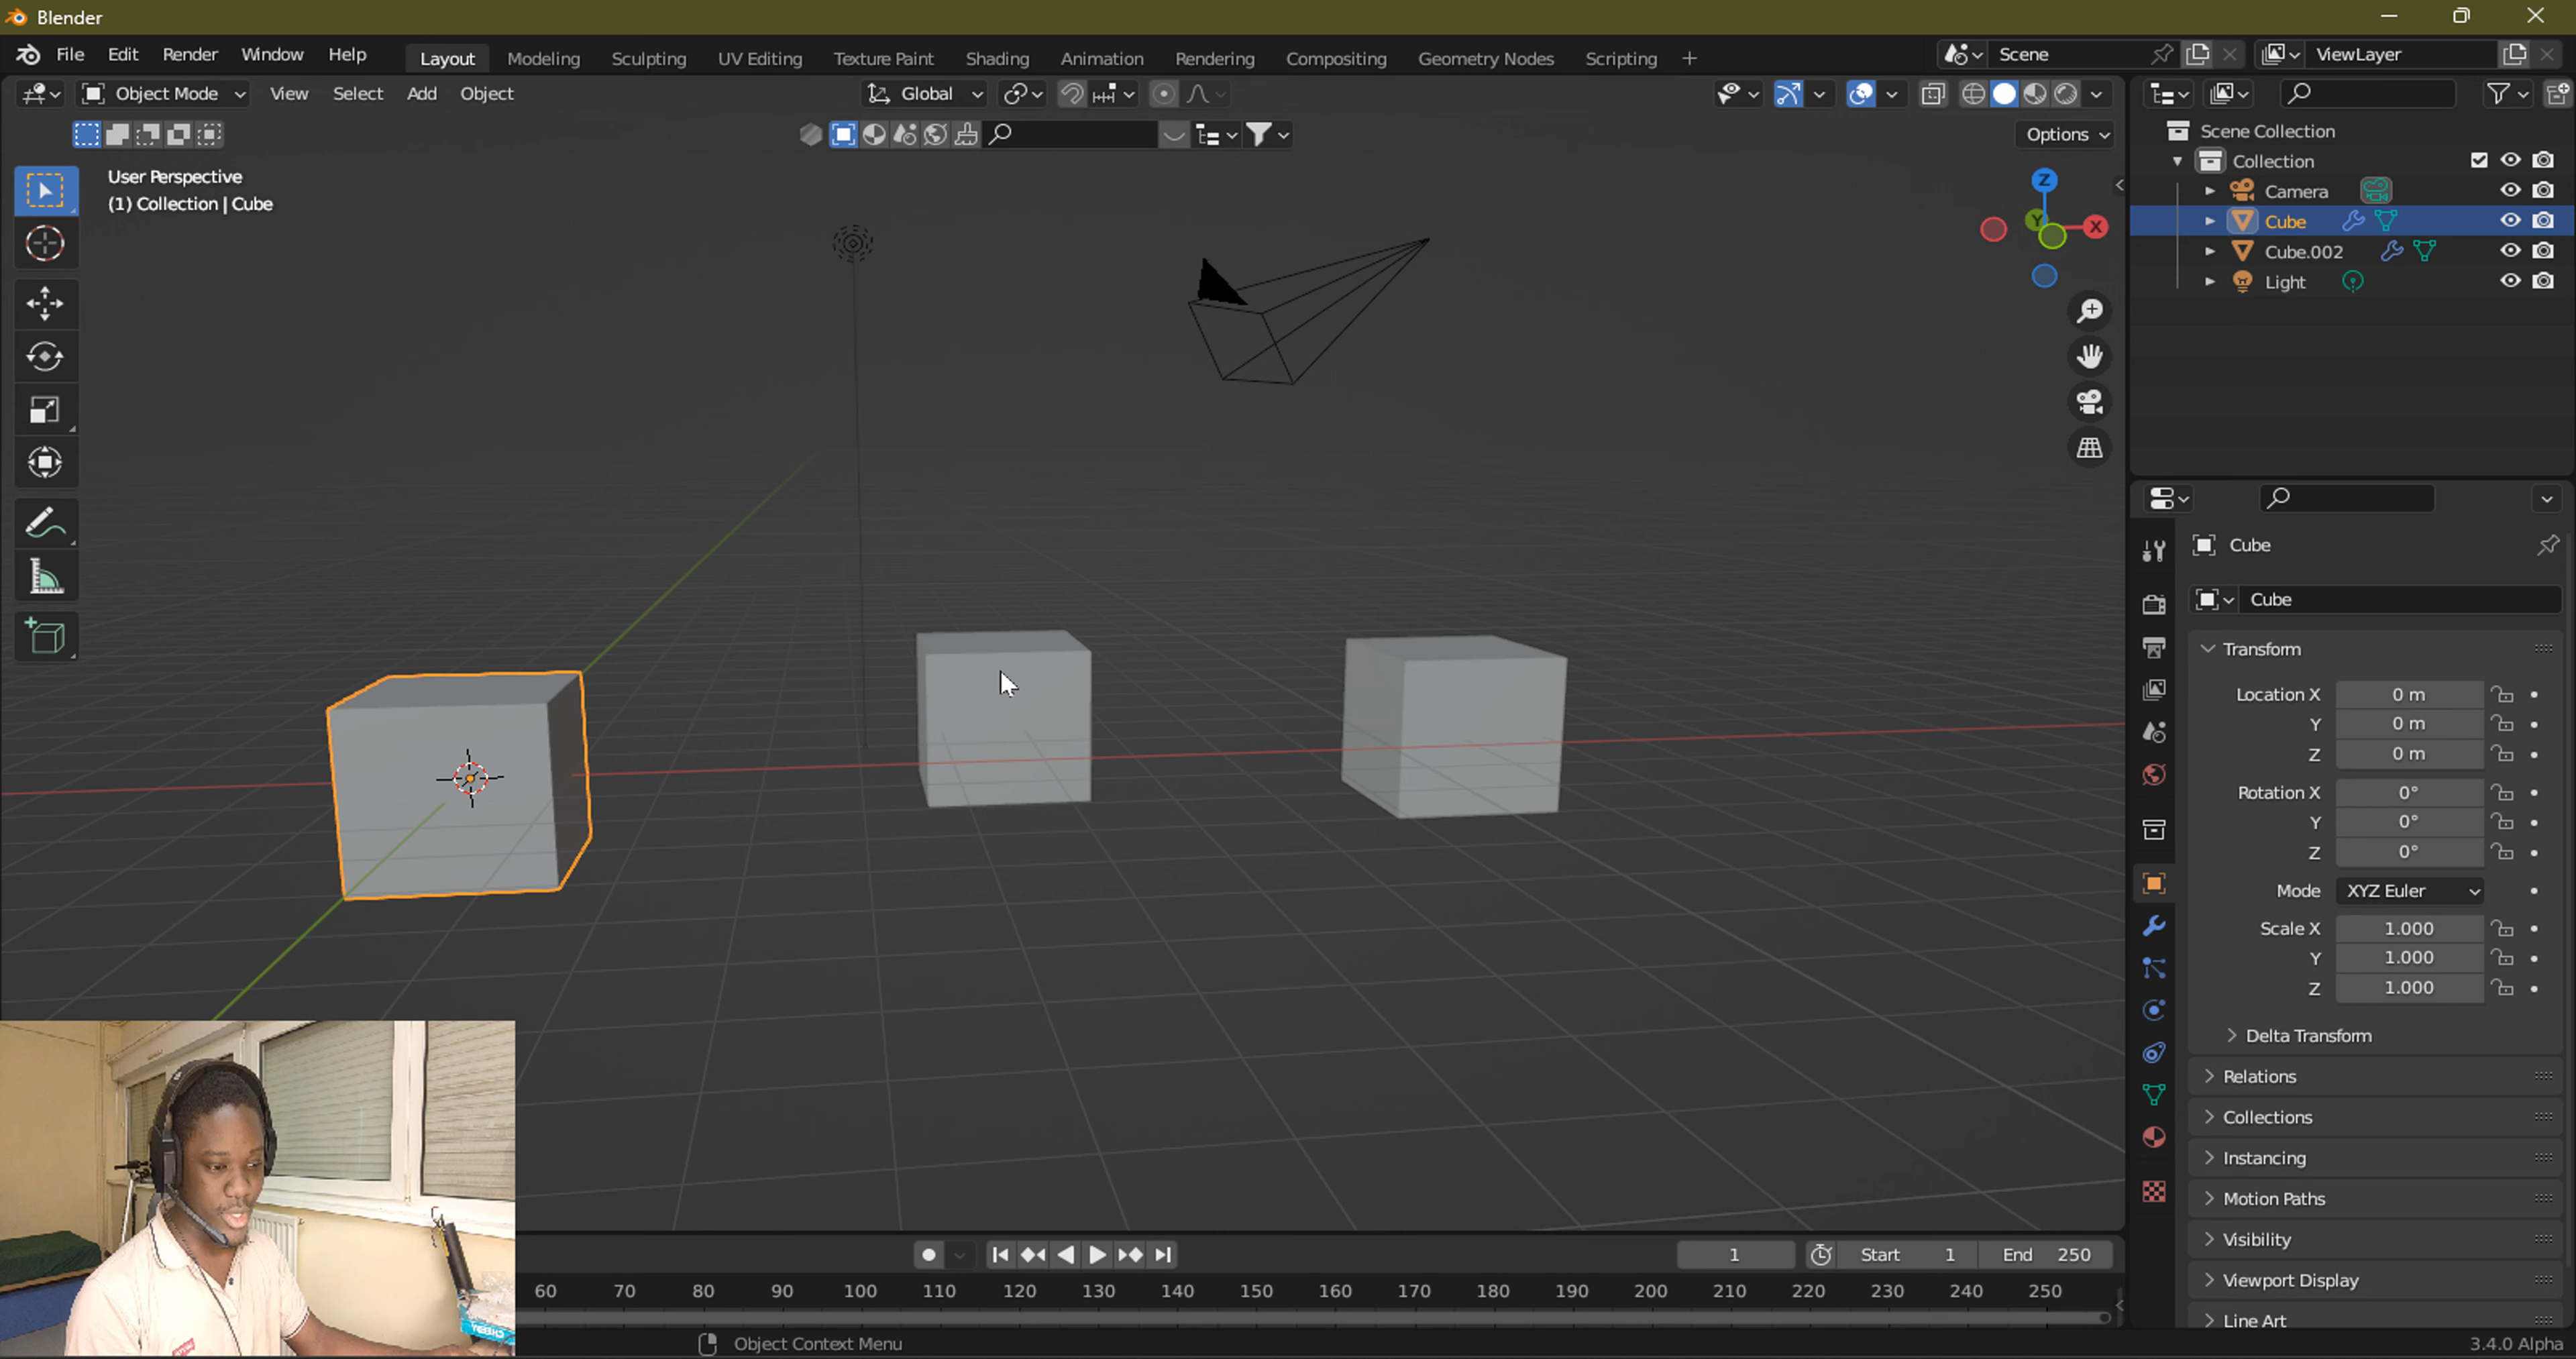 Blender
File Edit Render Window Help Layout Modeling Sculpting UV Editing Texture Paint Shading Animation Rendering Compositing Geometry Nodes Scripting + Scene ViewLayer
Object Mode View Select Add Object Global
Options
User Perspective
(1) Collection | Cube
Z
Y
X
Scene Collection
Collection
Camera
Cube
Cube.002
Light
Cube
Cube
Transform
Location X 0 m
Y 0 m
Z 0 m
Rotation X 0°
Y 0°
Z 0°
Mode XYZ Euler
Scale X 1.000
Y 1.000
Z 1.000
Delta Transform
Relations
Collections
Instancing
Motion Paths
Visibility
Viewport Display
Line Art
1 Start 1 End 250
60 70 80 90 100 110 120 130 140 150 160 170 180 190 200 210 220 230 240 250
Object Context Menu
3.4.0 Alpha